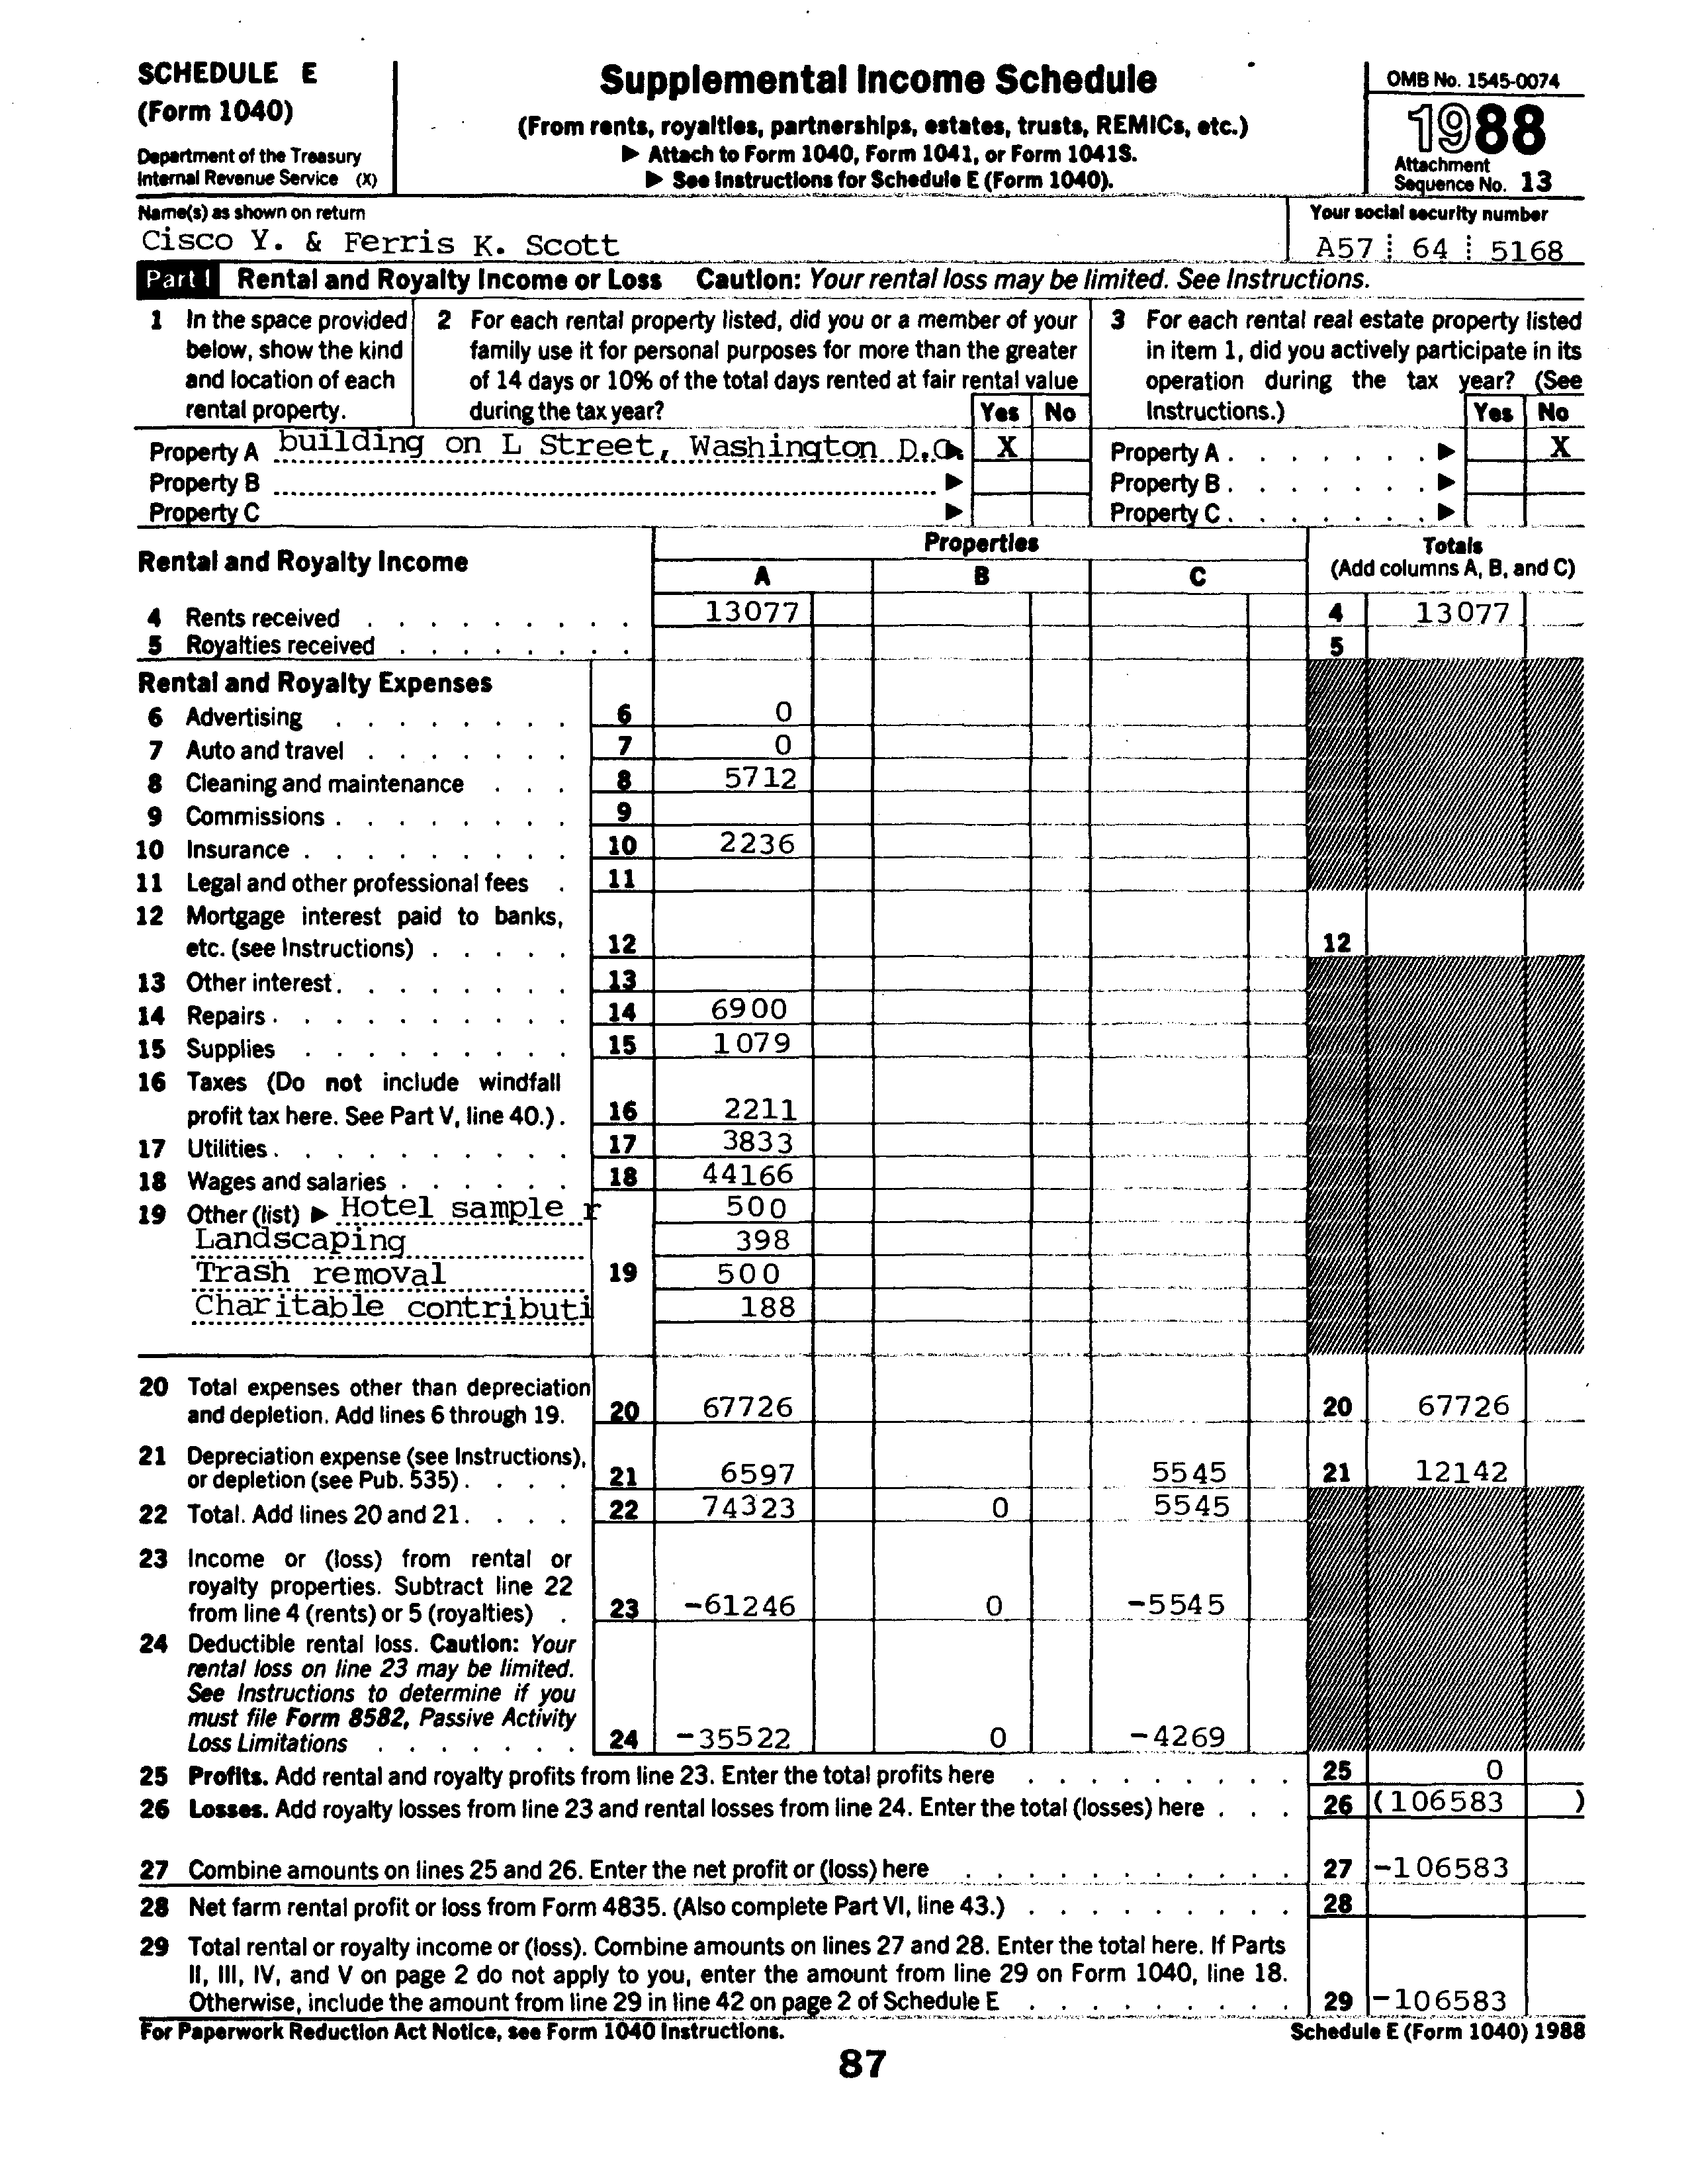 SCHEDULE E
(Form 1040)
Department of the Treasury
Internal Revenue Service (X)
Supplemental Income Schedule
(From rents, royalties, partnerships, estates, trusts, REMICs, etc.)
▶ Attach to Form 1040, Form 1041, or Form 1041S.
▶ See Instructions for Schedule E (Form 1040).
OMB No. 1545-0074
1988
Attachment
Sequence No. 13
Name(s) as shown on return
Cisco Y. & Ferris K. Scott
Your social security number
A57 64 5168
Part I Rental and Royalty Income or Loss Caution: Your rental loss may be limited. See Instructions.
1 In the space provided
below, show the kind
and location of each
rental property.
2 For each rental property listed, did you or a member of your
family use it for personal purposes for more than the greater
of 14 days or 10% of the total days rented at fair rental value
during the tax year? Yes No
3 For each rental real estate property listed
in item 1, did you actively participate in its
operation during the tax year? (See
Instructions.) Yes No
Property A building on L Street, Washington D.C ▶ X Property A . . . . . . . ▶ X
Property B ▶ Property B . . . . . . . ▶
Property C ▶ Property C . . . . . . . ▶
Rental and Royalty Income
Properties
A B C
Totals
(Add columns A, B, and C)
4 Rents received . . . . . . . . . 13077 4 13077
5 Royalties received . . . . . . . . 5
Rental and Royalty Expenses
6 Advertising . . . . . . . . 6 0
7 Auto and travel . . . . . . . 7 0
8 Cleaning and maintenance . . . 8 5712
9 Commissions . . . . . . . . 9
10 Insurance . . . . . . . . . 10 2236
11 Legal and other professional fees . 11
12 Mortgage interest paid to banks,
etc. (see Instructions) . . . . . 12 12
13 Other interest . . . . . . . . 13
14 Repairs . . . . . . . . . . 14 6900
15 Supplies . . . . . . . . . 15 1079
16 Taxes (Do not include windfall
profit tax here. See Part V, line 40.) . 16 2211
17 Utilities . . . . . . . . . . 17 3833
18 Wages and salaries . . . . . . 18 44166
19 Other (list) ▶ Hotel sample r 500
Landscaping 398
Trash removal 19 500
Charitable contributi 188
20 Total expenses other than depreciation
and depletion. Add lines 6 through 19. 20 67726 20 67726
21 Depreciation expense (see Instructions),
or depletion (see Pub. 535) . . . . 21 6597 5545 21 12142
22 Total. Add lines 20 and 21. . . . . 22 74323 0 5545
23 Income or (loss) from rental or
royalty properties. Subtract line 22
from line 4 (rents) or 5 (royalties) . 23 -61246 0 -5545
24 Deductible rental loss. Caution: Your
rental loss on line 23 may be limited.
See Instructions to determine if you
must file Form 8582, Passive Activity
Loss Limitations . . . . . . . 24 -35522 0 -4269
25 Profits. Add rental and royalty profits from line 23. Enter the total profits here . . . . . . . . . 25 0
26 Losses. Add royalty losses from line 23 and rental losses from line 24. Enter the total (losses) here . . . 26 (106583 )
27 Combine amounts on lines 25 and 26. Enter the net profit or (loss) here . . . . . . . . . . . 27 -106583
28 Net farm rental profit or loss from Form 4835. (Also complete Part VI, line 43.) . . . . . . . . . 28
29 Total rental or royalty income or (loss). Combine amounts on lines 27 and 28. Enter the total here. If Parts
II, III, IV, and V on page 2 do not apply to you, enter the amount from line 29 on Form 1040, line 18.
Otherwise, include the amount from line 29 in line 42 on page 2 of Schedule E . . . . . . . . . 29 -106583
For Paperwork Reduction Act Notice, see Form 1040 Instructions.
Schedule E (Form 1040) 1988
87